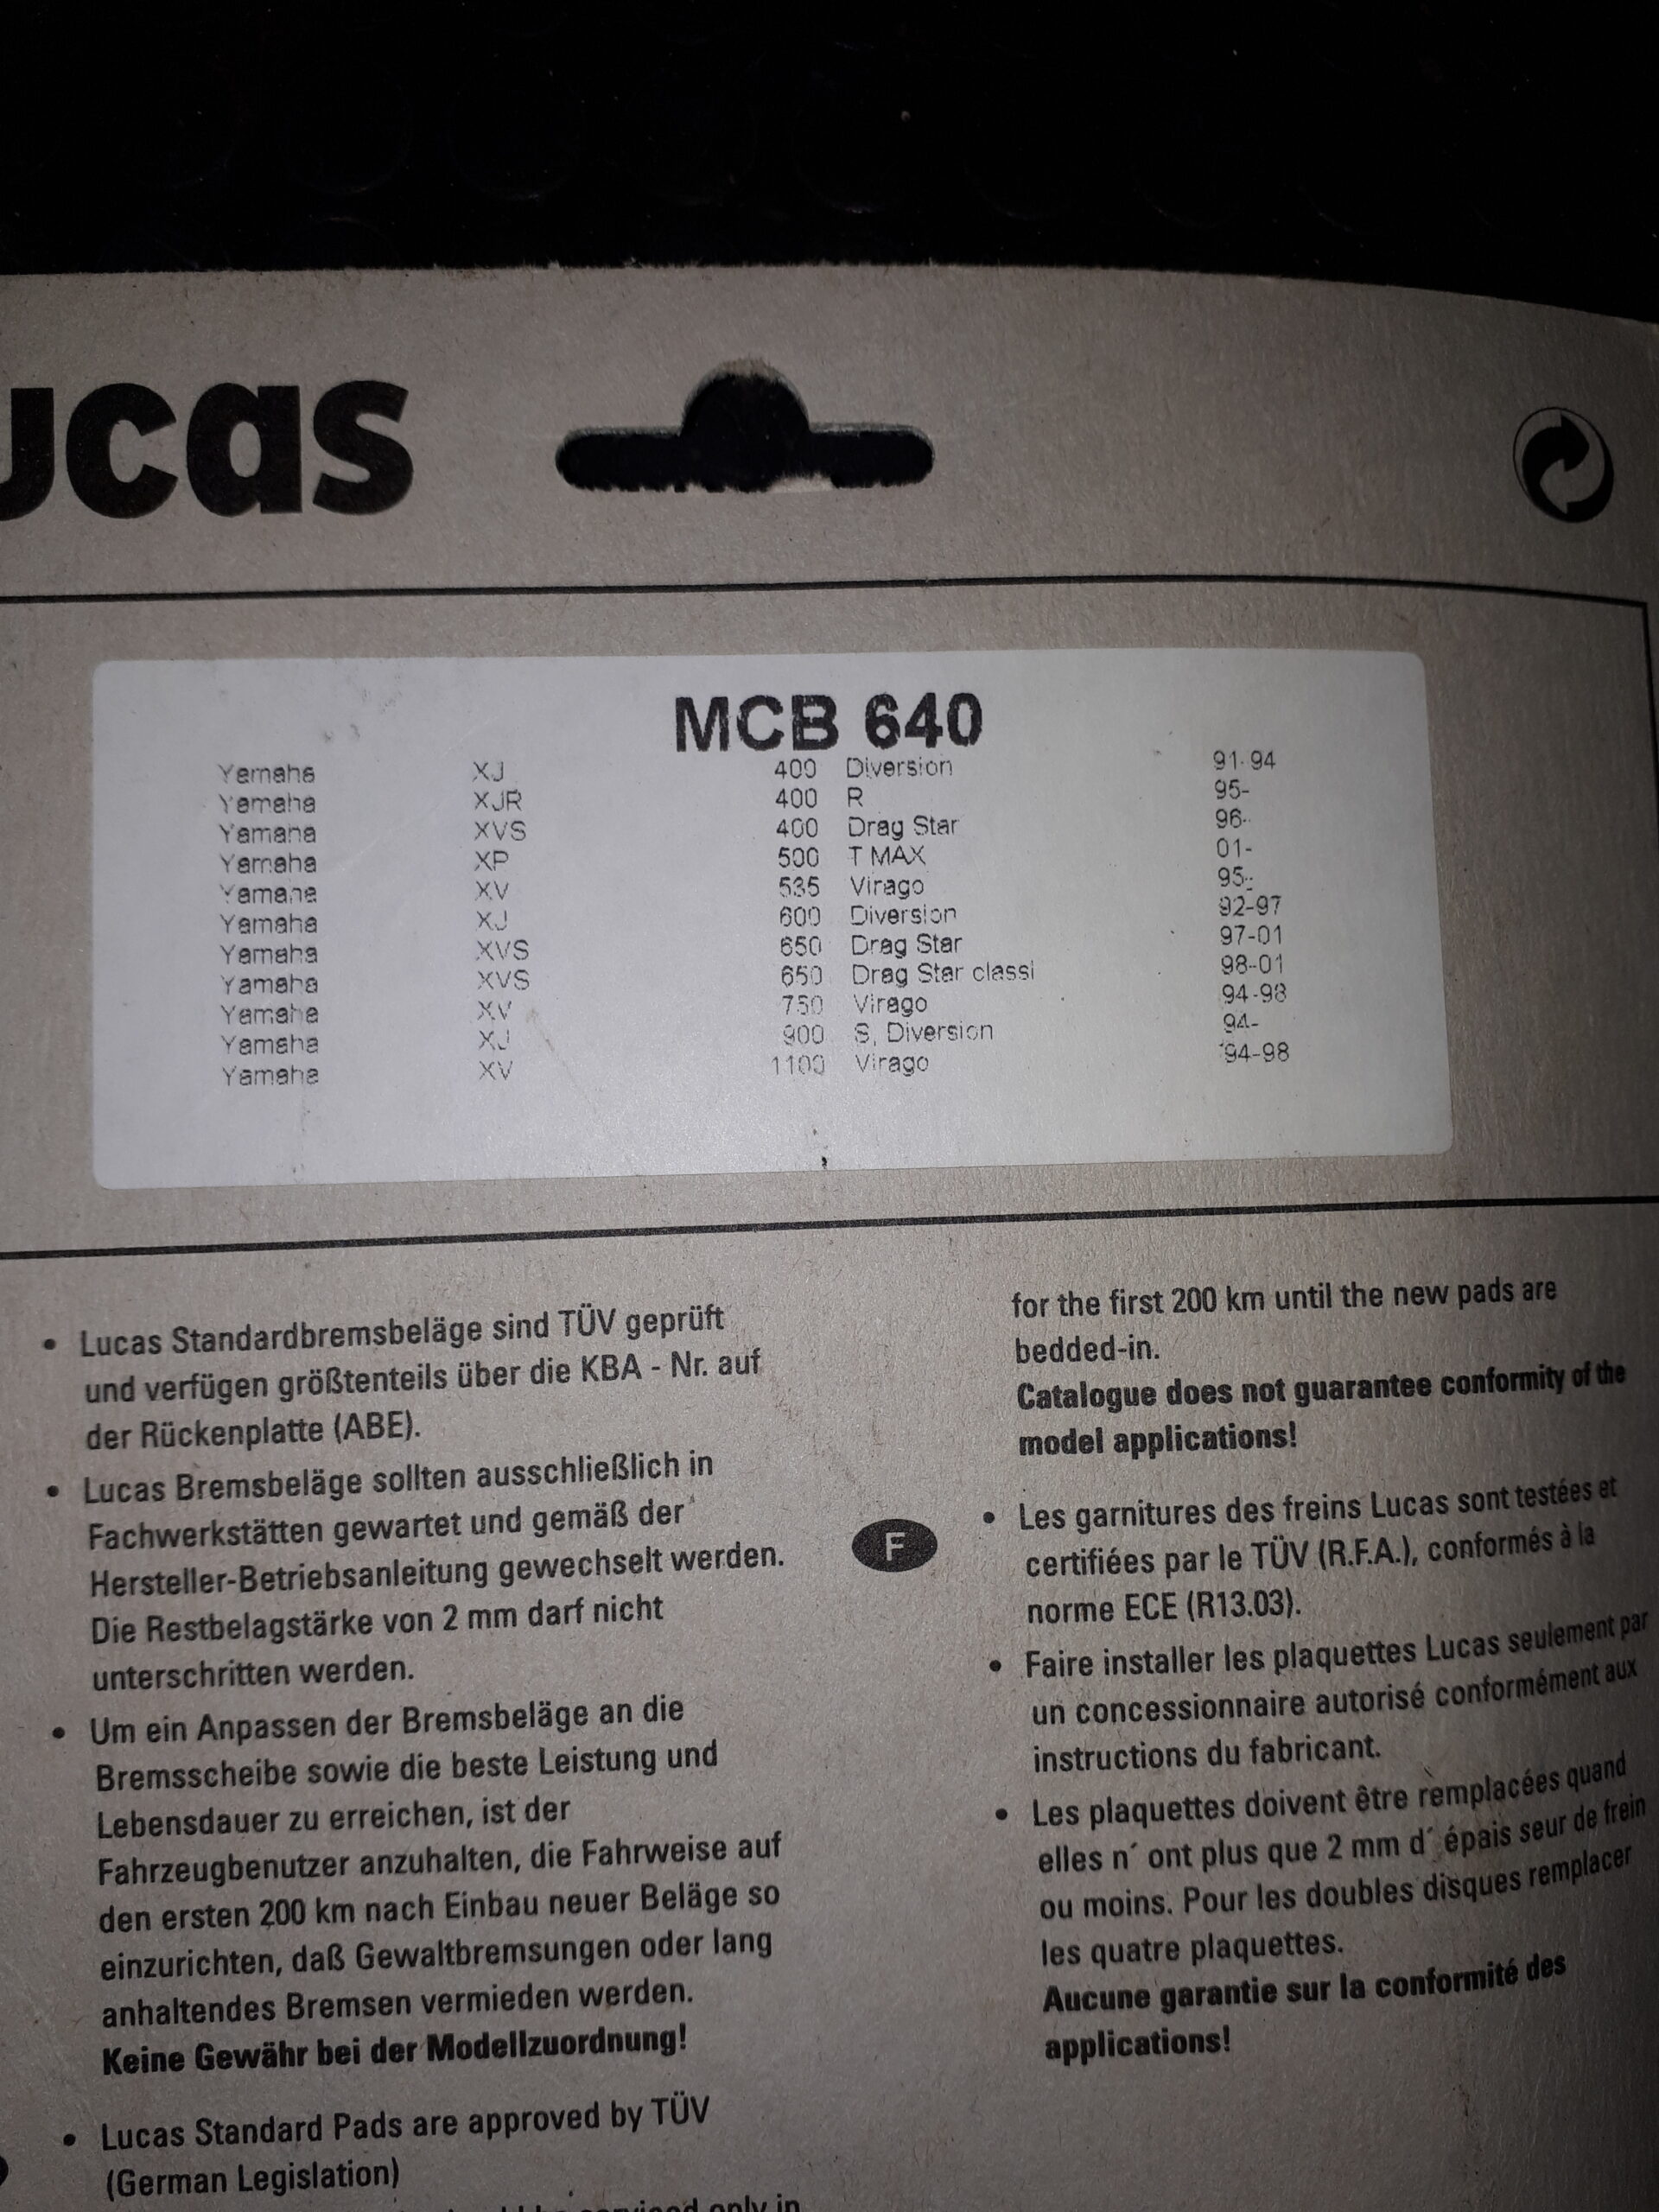 ucas
MCB 640
Yamaha XJ 400 Diversion 91-94
Yamaha XJR 400 R 95-
Yamaha XVS 400 Drag Star 96-
Yamaha XP 500 T MAX 01-
Yamaha XV 535 Virago 95-
Yamaha XJ 600 Diversion 92-97
Yamaha XVS 650 Drag Star 97-01
Yamaha XVS 650 Drag Star classi 98-01
Yamaha XV 750 Virago 94-98
Yamaha XJ 900 S, Diversion 94-
Yamaha XV 1100 Virago 94-98
• Lucas Standardbremsbeläge sind TÜV geprüft
und verfügen größtenteils über die KBA - Nr. auf
der Rückenplatte (ABE).
• Lucas Bremsbeläge sollten ausschließlich in
Fachwerkstätten gewartet und gemäß der
Hersteller-Betriebsanleitung gewechselt werden.
Die Restbelagstärke von 2 mm darf nicht
unterschritten werden.
• Um ein Anpassen der Bremsbeläge an die
Bremsscheibe sowie die beste Leistung und
Lebensdauer zu erreichen, ist der
Fahrzeugbenutzer anzuhalten, die Fahrweise auf
den ersten 200 km nach Einbau neuer Beläge so
einzurichten, daß Gewaltbremsungen oder lang
anhaltendes Bremsen vermieden werden.
Keine Gewähr bei der Modellzuordnung!
• Lucas Standard Pads are approved by TÜV
(German Legislation)
serviced only in
for the first 200 km until the new pads are
bedded-in.
Catalogue does not guarantee conformity of the
model applications!
F
• Les garnitures des freins Lucas sont testées et
certifiées par le TÜV (R.F.A.), conformés à la
norme ECE (R13.03).
• Faire installer les plaquettes Lucas seulement par
un concessionnaire autorisé conformément aux
instructions du fabricant.
• Les plaquettes doivent être remplacées quand
elles n´ ont plus que 2 mm d´ épais seur de frein
ou moins. Pour les doubles disques remplacer
les quatre plaquettes.
Aucune garantie sur la conformité des
applications!